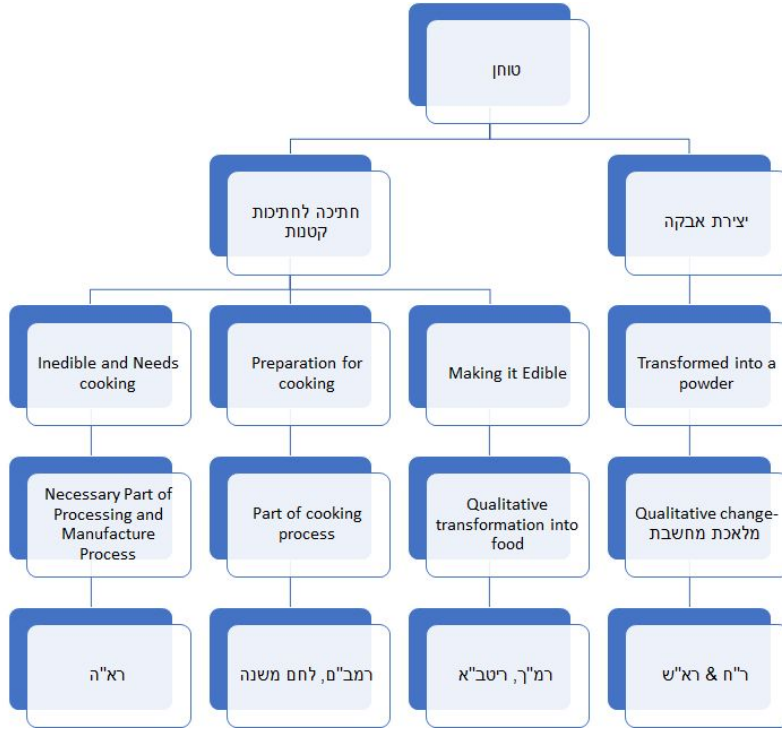 טוחן
חתיכה לחתיכות
קטנות
יצירת אבקה
Inedible and Needs
cooking
Preparation for
cooking
Making it Edible
Transformed into a
powder
Necessary Part of
Processing and
Manufacture
Process
Part of cooking
process
Qualitative
transformation into
food
Qualitative change-
מלאכת מחשבת
רא"ה
רמב"ם, לחם משנה
רמ"ך, ריטב"א
ר"ח & רא"ש